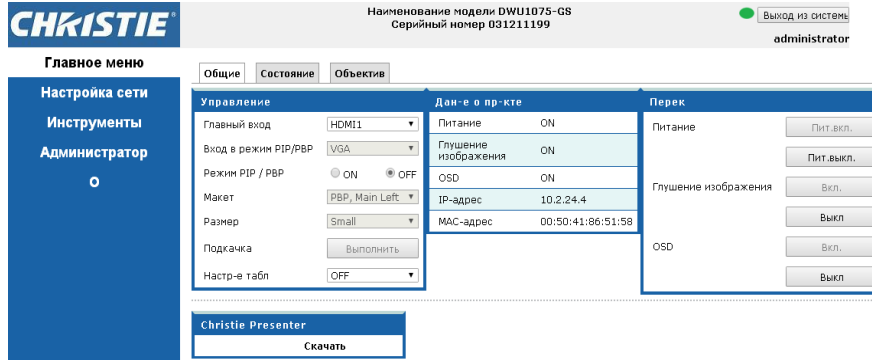 CHRISTIE®
Наименование модели DWU1075-GS
Серийный номер 031211199
Выход из системь
administrator
Главное меню
Настройка сети
Инструменты
Администратор
О
Общие
Состояние
Объектив
Управление
Главный вход
HDMI1
Вход в режим PIP/PBP
VGA
Режим PIP / PBP
ON
OFF
Макет
PBP, Main Left
Размер
Small
Подкачка
Выполнить
Настр-е табл
OFF
Дан-е о пр-кте
Питание
ON
Глушение
изображения
ON
OSD
ON
IP-адрес
10.2.24.4
MAC-адрес
00:50:41:86:51:58
Перек
Питание
Пит.вкл.
Пит.выкл.
Глушение изображения
Вкл.
Выкл
OSD
Вкл.
Выкл
Christie Presenter
Скачать